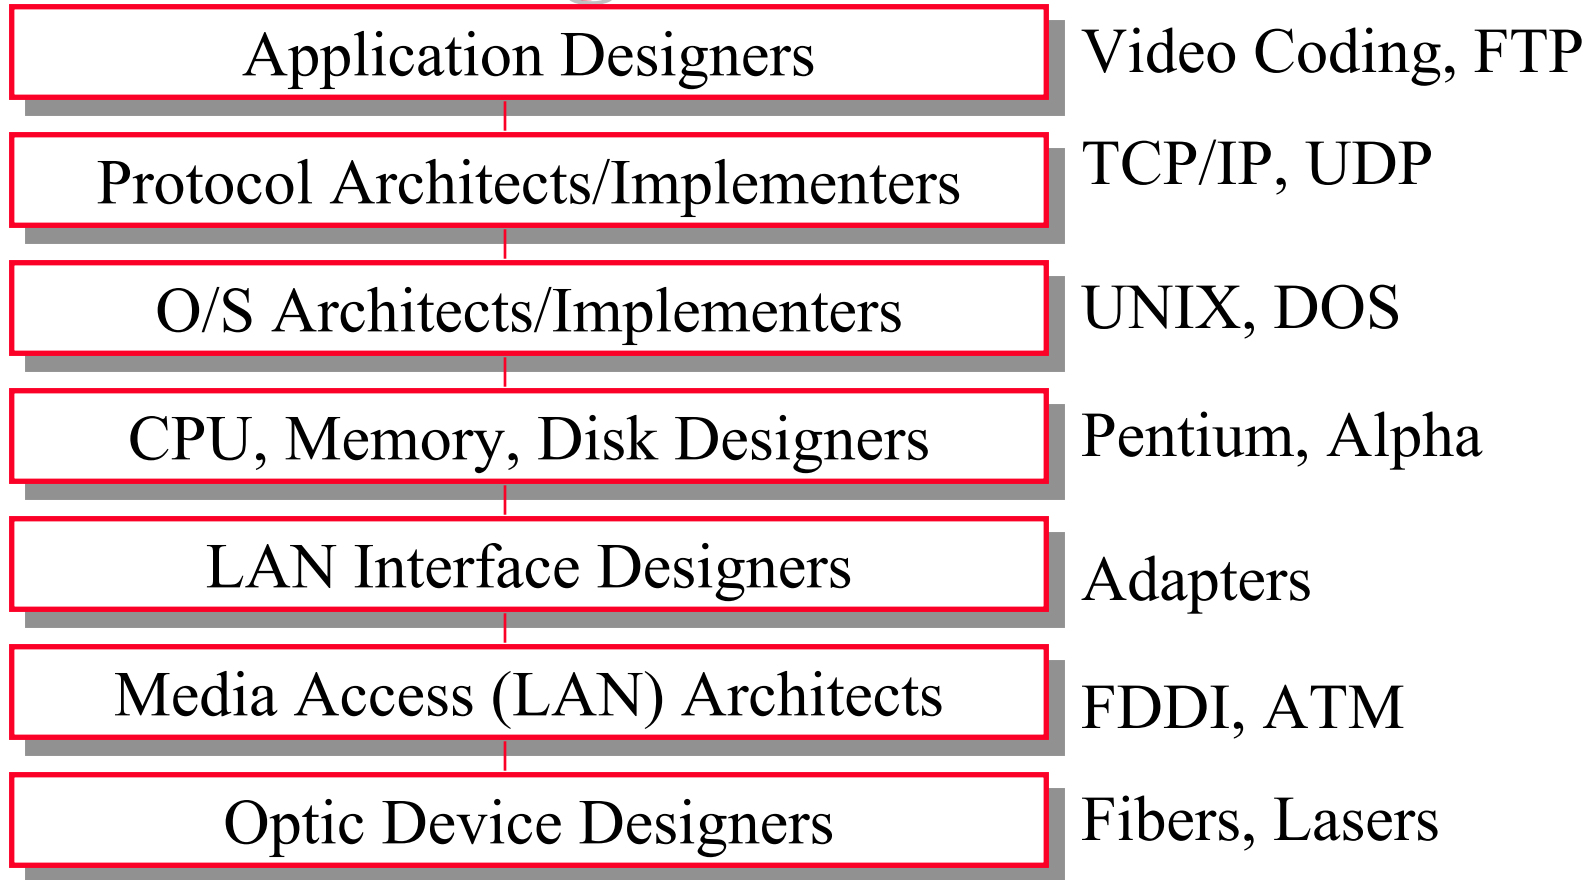 Application Designers
Video Coding, FTP
Protocol Architects/Implementers
TCP/IP, UDP
O/S Architects/Implementers
UNIX, DOS
CPU, Memory, Disk Designers
Pentium, Alpha
LAN Interface Designers
Adapters
Media Access (LAN) Architects
FDDI, ATM
Optic Device Designers
Fibers, Lasers